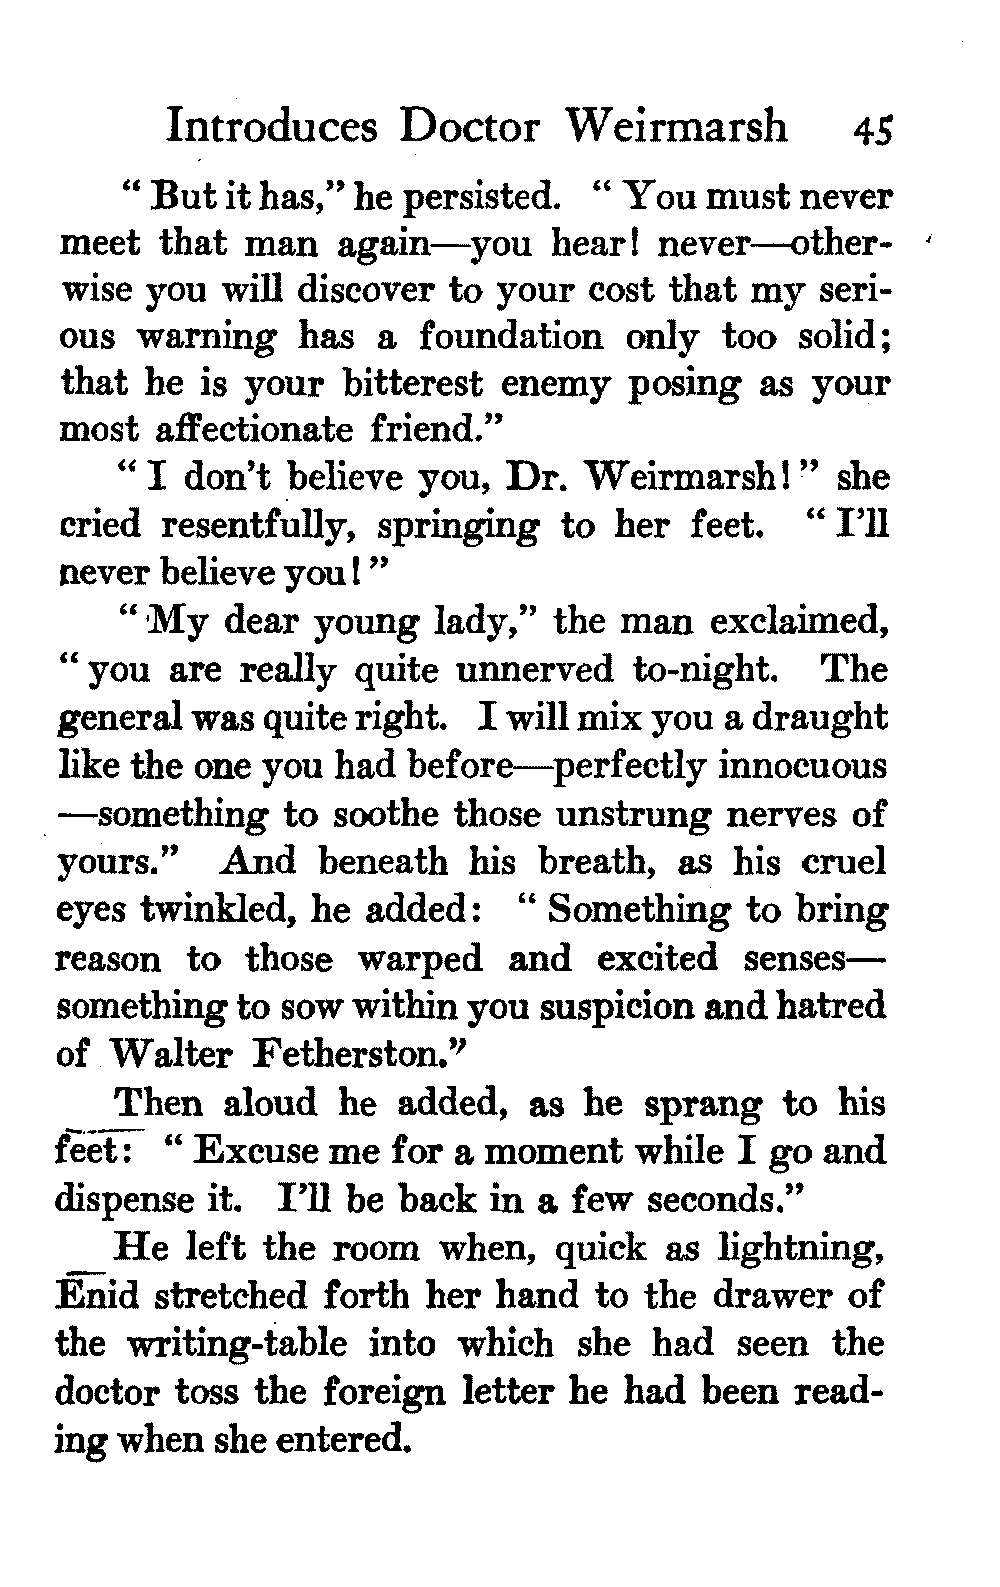 Introduces Doctor Weirmarsh 45
“ But it has,” he persisted. “ You must never
meet that man again—you hear! never—other-
wise you will discover to your cost that my seri-
ous warning has a foundation only too solid;
that he is your bitterest enemy posing as your
most affectionate friend.”
“ I don't believe you, Dr. Weirmarsh! ” she
cried resentfully, springing to her feet. “ I'll
never believe you! ”
“ My dear young lady,” the man exclaimed,
“ you are really quite unnerved to-night. The
general was quite right. I will mix you a draught
like the one you had before—perfectly innocuous
—something to soothe those unstrung nerves of
yours.” And beneath his breath, as his cruel
eyes twinkled, he added: “ Something to bring
reason to those warped and excited senses—
something to sow within you suspicion and hatred
of Walter Fetherston.”
Then aloud he added, as he sprang to his
feet: “ Excuse me for a moment while I go and
dispense it. I'll be back in a few seconds.”
He left the room when, quick as lightning,
Enid stretched forth her hand to the drawer of
the writing-table into which she had seen the
doctor toss the foreign letter he had been read-
ing when she entered.